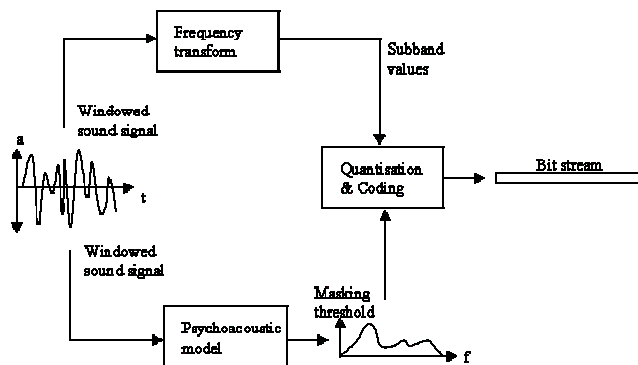 Frequency
transform
Subband
values
Windowed
sound signal
a
t
Quantisation
& Coding
Bit stream
Windowed
sound signal
Masking
threshold
Psychoacoustic
model
f